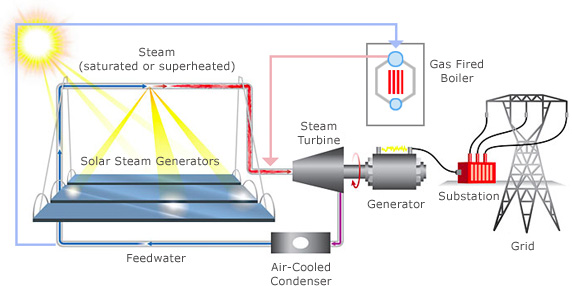 Steam
(saturated or superheated)
Gas Fired
Boiler
Steam
Turbine
Solar Steam Generators
Substation
Generator
Grid
Feedwater
Air-Cooled
Condenser